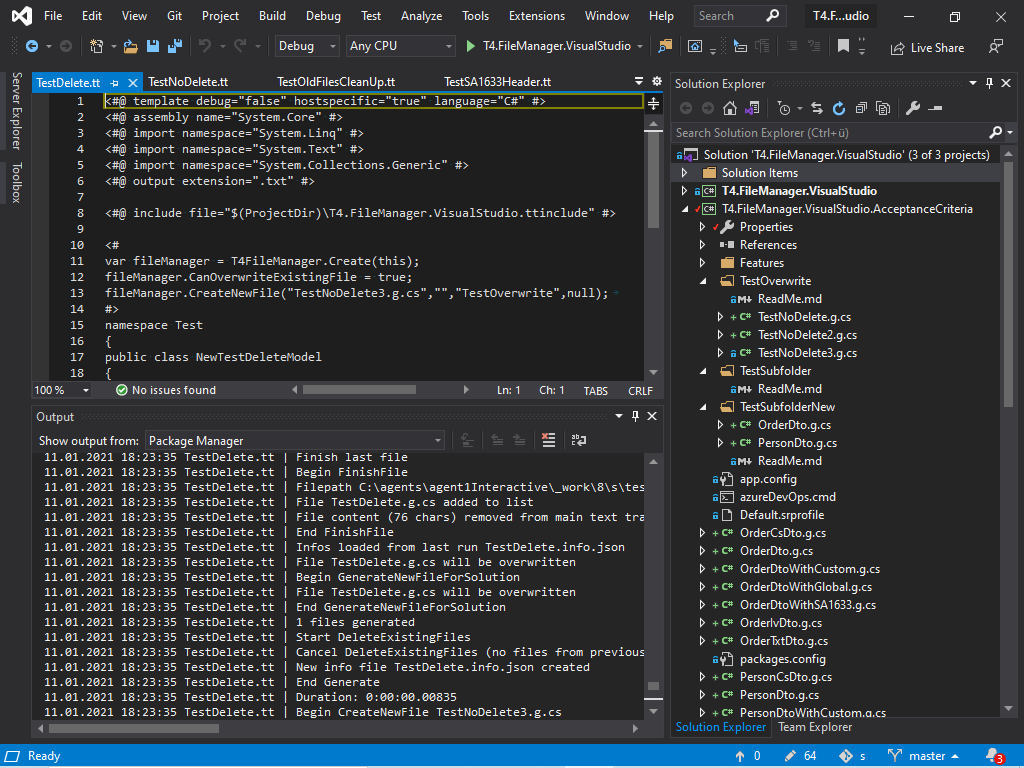 File Edit View Git Project Build Debug Test Analyze Tools Extensions Window Help Search T4.F...udio
Debug Any CPU T4.FileManager.VisualStudio Live Share
Server Explorer
Toolbox
TestDelete.tt TestNoDelete.tt TestOldFilesCleanUp.tt TestSA1633Header.tt
1 <#@ template debug="false" hostspecific="true" language="C#" #>
2 <#@ assembly name="System.Core" #>
3 <#@ import namespace="System.Linq" #>
4 <#@ import namespace="System.Text" #>
5 <#@ import namespace="System.Collections.Generic" #>
6 <#@ output extension=".txt" #>
7
8 <#@ include file="$(ProjectDir)\T4.FileManager.VisualStudio.ttinclude" #>
9
10 <#
11 var fileManager = T4FileManager.Create(this);
12 fileManager.CanOverwriteExistingFile = true;
13 fileManager.CreateNewFile("TestNoDelete3.g.cs","","TestOverwrite",null);
14 #>
15 namespace Test
16 {
17 public class NewTestDeleteModel
18 {
100 % No issues found Ln: 1 Ch: 1 TABS CRLF
Output
Show output from: Package Manager
11.01.2021 18:23:35 TestDelete.tt | Finish last file
11.01.2021 18:23:35 TestDelete.tt | Begin FinishFile
11.01.2021 18:23:35 TestDelete.tt | Filepath C:\agents\agent1Interactive\_work\8\s\tes
11.01.2021 18:23:35 TestDelete.tt | File TestDelete.g.cs added to list
11.01.2021 18:23:35 TestDelete.tt | File content (76 chars) removed from main text tra
11.01.2021 18:23:35 TestDelete.tt | End FinishFile
11.01.2021 18:23:35 TestDelete.tt | Infos loaded from last run TestDelete.info.json
11.01.2021 18:23:35 TestDelete.tt | File TestDelete.g.cs will be overwritten
11.01.2021 18:23:35 TestDelete.tt | Begin GenerateNewFileForSolution
11.01.2021 18:23:35 TestDelete.tt | File TestDelete.g.cs will be overwritten
11.01.2021 18:23:35 TestDelete.tt | End GenerateNewFileForSolution
11.01.2021 18:23:35 TestDelete.tt | 1 files generated
11.01.2021 18:23:35 TestDelete.tt | Start DeleteExistingFiles
11.01.2021 18:23:35 TestDelete.tt | Cancel DeleteExistingFiles (no files from previous
11.01.2021 18:23:35 TestDelete.tt | New info file TestDelete.info.json created
11.01.2021 18:23:35 TestDelete.tt | End Generate
11.01.2021 18:23:35 TestDelete.tt | Duration: 0:00:00.00835
11.01.2021 18:23:35 TestDelete.tt | Begin CreateNewFile TestNoDelete3.g.cs
Solution Explorer
Search Solution Explorer (Ctrl+ü)
Solution 'T4.FileManager.VisualStudio' (3 of 3 projects)
Solution Items
C# T4.FileManager.VisualStudio
C# T4.FileManager.VisualStudio.AcceptanceCriteria
Properties
References
Features
TestOverwrite
M ReadMe.md
C# TestNoDelete.g.cs
C# TestNoDelete2.g.cs
C# TestNoDelete3.g.cs
TestSubfolder
M ReadMe.md
TestSubfolderNew
C# OrderDto.g.cs
C# PersonDto.g.cs
M ReadMe.md
app.config
azureDevOps.cmd
Default.srprofile
C# OrderCsDto.g.cs
C# OrderDto.g.cs
C# OrderDtoWithCustom.g.cs
C# OrderDtoWithGlobal.g.cs
C# OrderDtoWithSA1633.g.cs
C# OrderIvDto.g.cs
C# OrderTxtDto.g.cs
packages.config
C# PersonCsDto.g.cs
C# PersonDto.g.cs
C# PersonDtoWithCustom.g.cs
Solution Explorer Team Explorer
Ready 0 64 s master 3